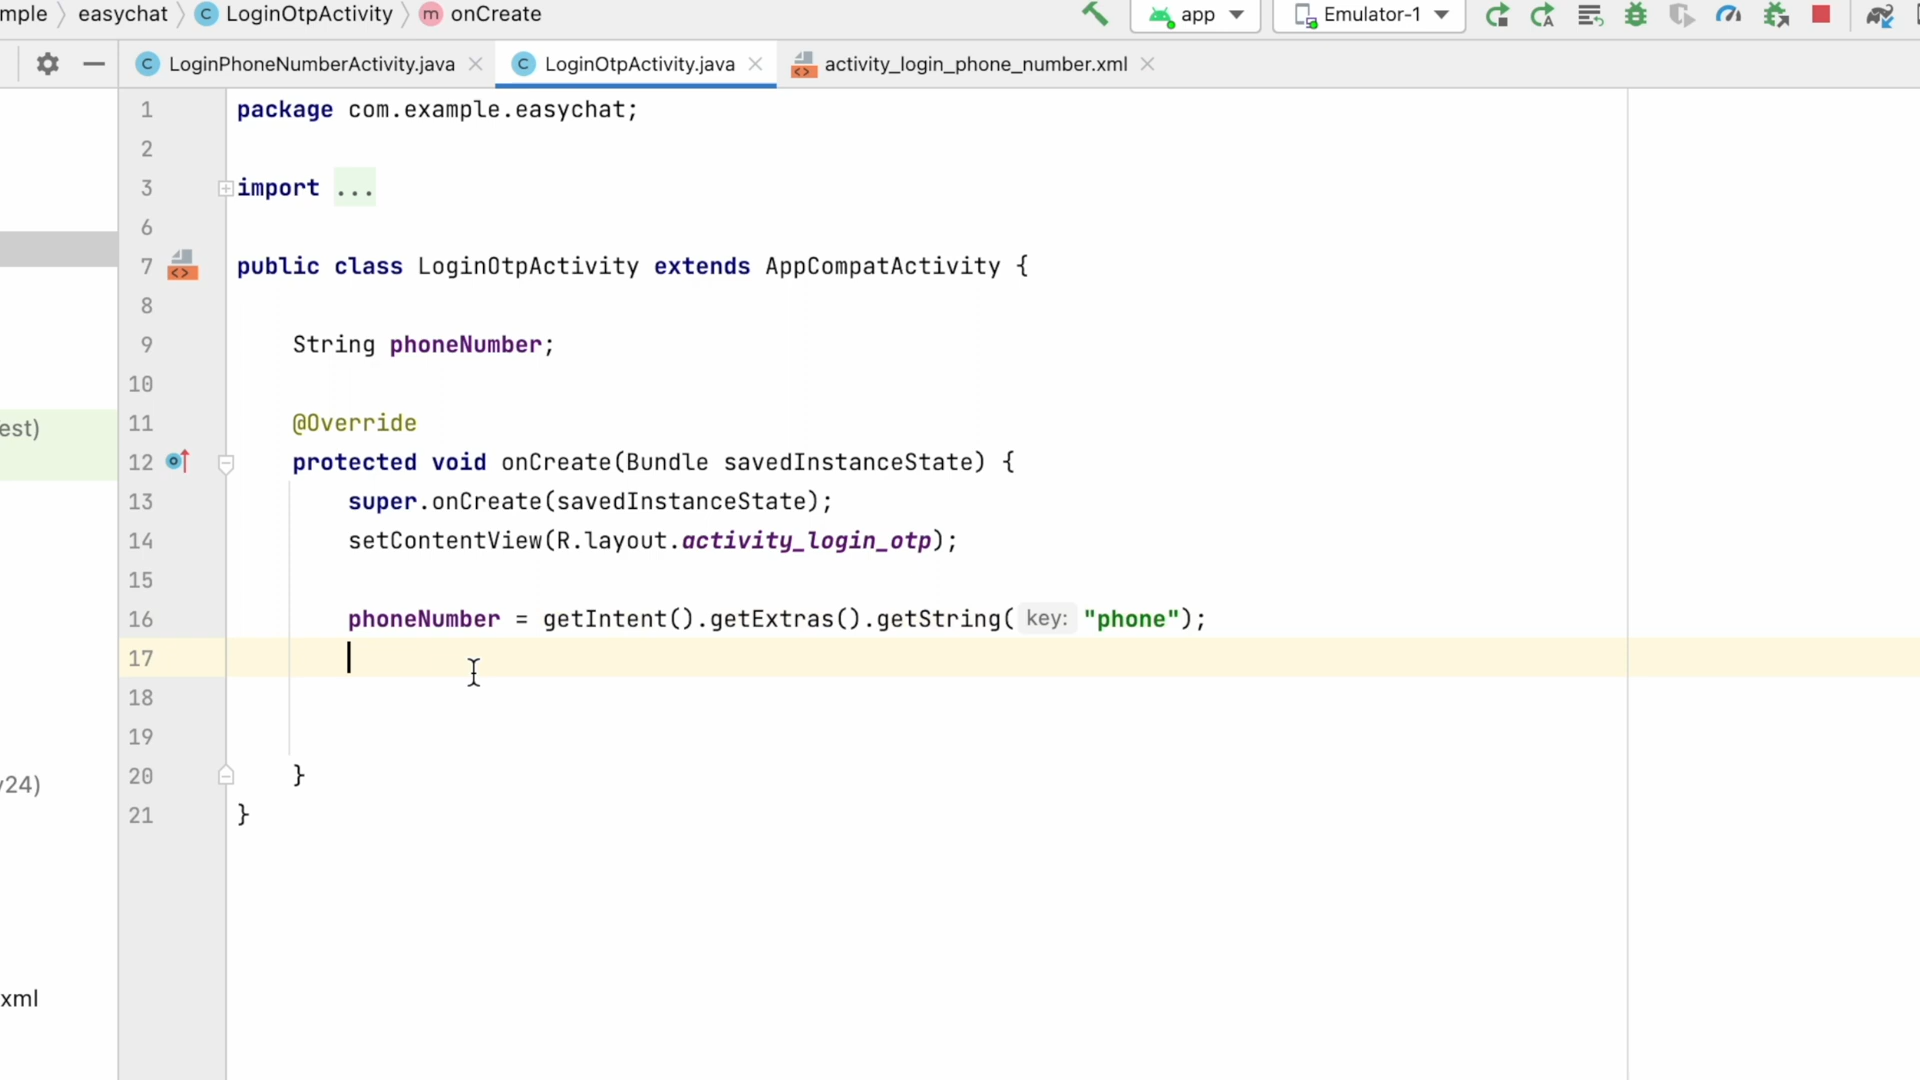 mple easychat LoginOtpActivity m onCreate app Emulator-1
C LoginPhoneNumberActivity.java C LoginOtpActivity.java activity_login_phone_number.xml
1 package com.example.easychat;
2
3 import ...
6
7 public class LoginOtpActivity extends AppCompatActivity {
8
9 String phoneNumber;
10
11 @Override
12 protected void onCreate(Bundle savedInstanceState) {
13 super.onCreate(savedInstanceState);
14 setContentView(R.layout.activity_login_otp);
15
16 phoneNumber = getIntent().getExtras().getString( key: "phone");
17
18
19
20 }
21 }
est)
v24)
xml